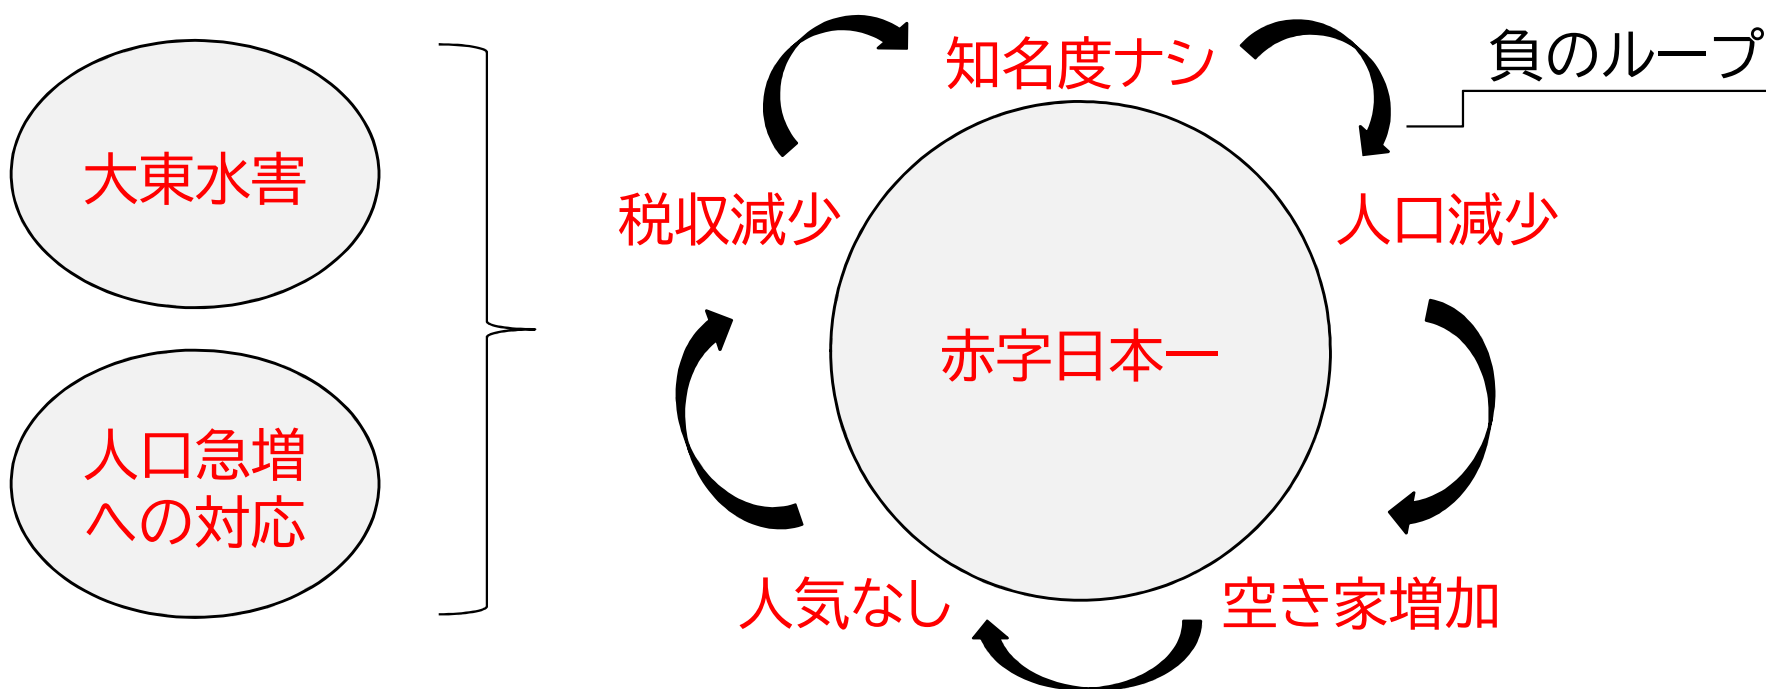 大東水害
人口急増
への対応
知名度ナシ
負のループ
税収減少
人口減少
赤字日本一
人気なし
空き家増加